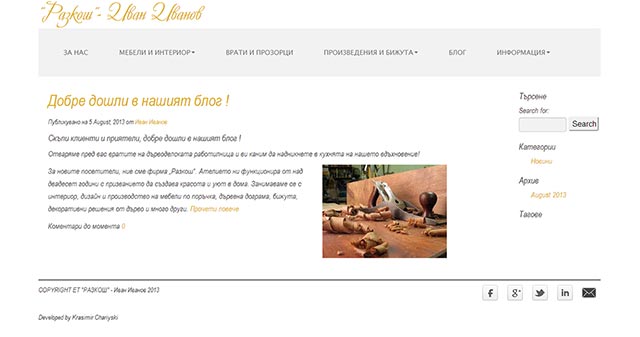 "Разкош"- Иван Иванов
ЗА НАС МЕБЕЛИ И ИНТЕРИОР ВРАТИ И ПРОЗОРЦИ ПРОИЗВЕДЕНИЯ И БИЖУТА БЛОГ ИНФОРМАЦИЯ
Добре дошли в нашият блог !
Публикувано на 5 August, 2013 от Иван Иванов
Скъпи клиенти и приятели, добре дошли в нашият блог !
Отваряме пред вас вратите на дърводелската работилница и ви каним да надникнете в кухнята на нашето вдъхновение!
За новите посетители, ние сме фирма „Разкош". Ателието ни функционира от над
двадесет години с призванието да създава красота и уют в дома. Занимаваме се с
интериор, дизайн и производство на мебели по поръчка, дървена дограма, бижута,
декоративни решения от дърво и много други. Прочети повече
Коментари до момента 0
Търсене
Search for:
Search
Категории
Новини
Архив
August 2013
Тагове
COPYRIGHT ЕТ "РАЗКОШ" - Иван Иванов 2013
Developed by Krasimir Chariyski